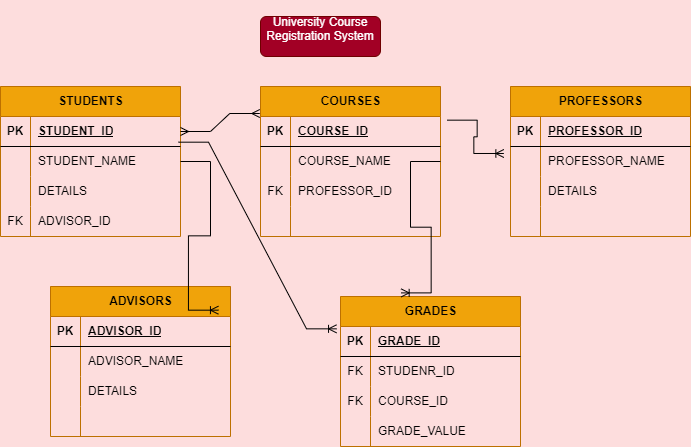 University Course
Registration System
STUDENTS
PK STUDENT_ID
STUDENT_NAME
DETAILS
FK ADVISOR_ID
COURSES
PK COURSE_ID
COURSE_NAME
FK PROFESSOR_ID
PROFESSORS
PK PROFESSOR_ID
PROFESSOR_NAME
DETAILS
ADVISORS
PK ADVISOR_ID
ADVISOR_NAME
DETAILS
GRADES
PK GRADE_ID
FK STUDENR_ID
FK COURSE_ID
GRADE_VALUE